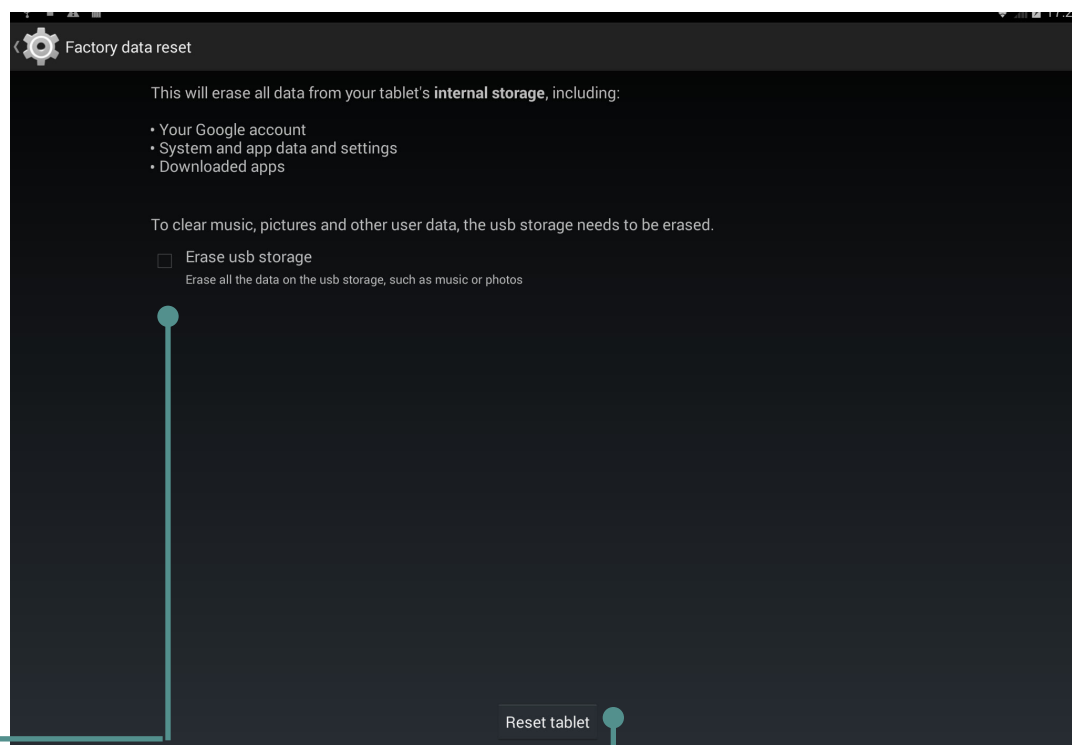 Factory data reset
This will erase all data from your tablet's internal storage, including:
• Your Google account
• System and app data and settings
• Downloaded apps
To clear music, pictures and other user data, the usb storage needs to be erased.
Erase usb storage
Erase all the data on the usb storage, such as music or photos
Reset tablet